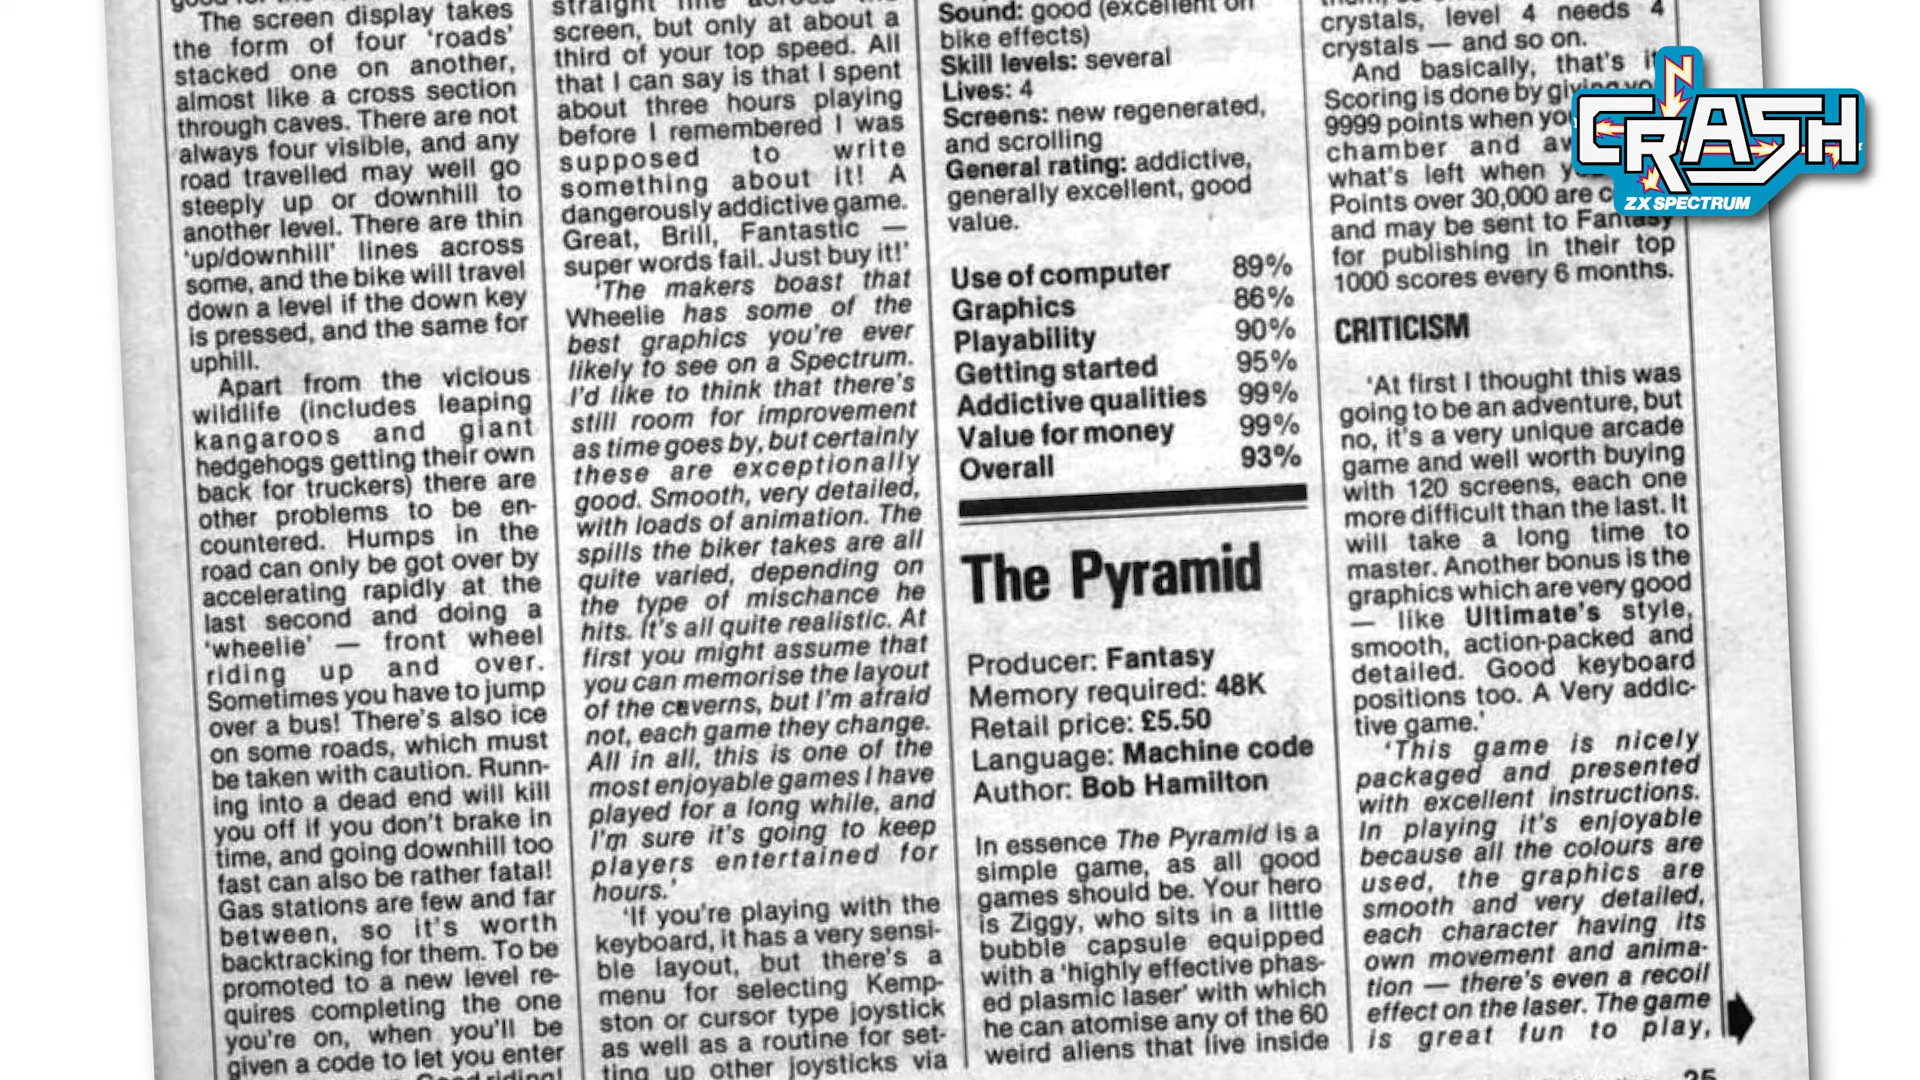 The screen display takes
the form of four 'roads'
stacked one on another,
almost like a cross section
through caves. There are not
always four visible, and any
road travelled may well go
steeply up or downhill to
another level. There are thin
'up/downhill' lines across
some, and the bike will travel
down a level if the down key
is pressed, and the same for
uphill.
Apart from the vicious
wildlife (includes leaping
kangaroos and giant
hedgehogs getting their own
back for truckers) there are
other problems to be en-
countered. Humps in the
road can only be got over by
accelerating rapidly at the
last second and doing a
'wheelie' — front wheel
riding up and over.
Sometimes you have to jump
over a bus! There's also ice
on some roads, which must
be taken with caution. Runn-
ing into a dead end will kill
you off if you don't brake in
time, and going downhill too
fast can also be rather fatal!
Gas stations are few and far
between, so it's worth
backtracking for them. To be
promoted to a new level re-
quires completing the one
you're on, when you'll be
given a code to let you enter
straight line across the
screen, but only at about a
third of your top speed. All
that I can say is that I spent
about three hours playing
before I remembered I was
supposed to write
something about it! A
dangerously addictive game.
Great, Brill, Fantastic —
super words fail. Just buy it!'
'The makers boast that
Wheelie has some of the
best graphics you're ever
likely to see on a Spectrum.
I'd like to think that there's
still room for improvement
as time goes by, but certainly
these are exceptionally
good. Smooth, very detailed,
with loads of animation. The
spills the biker takes are all
quite varied, depending on
the type of mischance he
hits. It's all quite realistic. At
first you might assume that
you can memorise the layout
of the caverns, but I'm afraid
not, each game they change.
All in all, this is one of the
most enjoyable games I have
played for a long while, and
I'm sure it's going to keep
players entertained for
hours.'
'If you're playing with the
keyboard, it has a very sensi-
ble layout, but there's a
menu for selecting Kemp-
ston or cursor type joystick
as well as a routine for set-
ting up other joysticks via
Sound: good (excellent on
bike effects)
Skill levels: several
Lives: 4
Screens: new regenerated,
and scrolling
General rating: addictive,
generally excellent, good
value.
Use of computer 89%
Graphics 86%
Playability 90%
Getting started 95%
Addictive qualities 99%
Value for money 99%
Overall 93%
The Pyramid
Producer: Fantasy
Memory required: 48K
Retail price: £5.50
Language: Machine code
Author: Bob Hamilton
In essence The Pyramid is a
simple game, as all good
games should be. Your hero
is Ziggy, who sits in a little
bubble capsule equipped
with a 'highly effective phas-
ed plasmic laser' with which
he can atomise any of the 60
weird aliens that live inside
crystals, level 4 needs 4
crystals — and so on.
And basically, that's
Scoring is done by giving
9999 points when
chamber and
what's left when
Points over 30,000 are
and may be sent to Fantasy
for publishing in their top
1000 scores every 6 months.
CRITICISM
'At first I thought this was
going to be an adventure, but
no, it's a very unique arcade
game and well worth buying
with 120 screens, each one
more difficult than the last. It
will take a long time to
master. Another bonus is the
graphics which are very good
— like Ultimate's style,
smooth, action-packed and
detailed. Good keyboard
positions too. A Very addic-
tive game.'
'This game is nicely
packaged and presented
with excellent instructions.
In playing it's enjoyable
because all the colours are
used, the graphics are
smooth and very detailed,
each character having its
own movement and anima-
tion — there's even a recoil
effect on the laser. The game
is great fun to play,
CRASH
ZX SPECTRUM